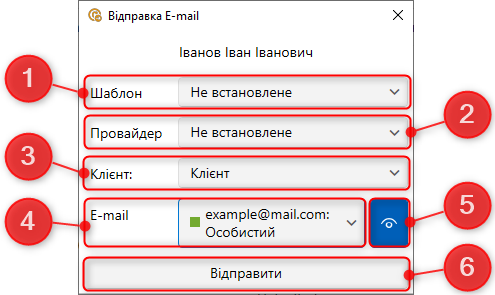 Відправка E-mail
Іванов Іван Іванович
1
Шаблон Не встановлене
Провайдер Не встановлене
2
3
Клієнт: Клієнт
4
E-mail example@mail.com:
Особистий
5
Відправити
6